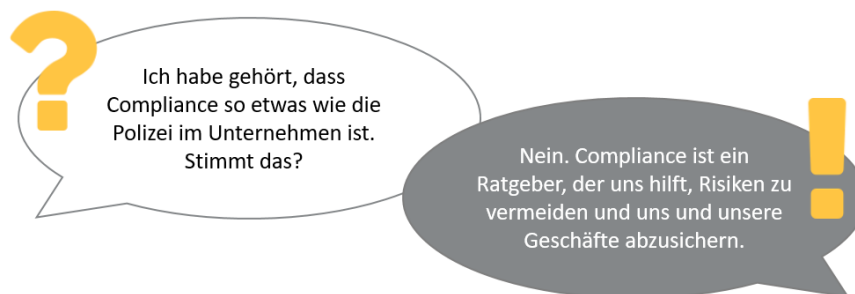 ?
Ich habe gehört, dass
Compliance so etwas wie die
Polizei im Unternehmen ist.
Stimmt das?
!
Nein. Compliance ist ein
Ratgeber, der uns hilft, Risiken zu
vermeiden und uns und unsere
Geschäfte abzusichern.